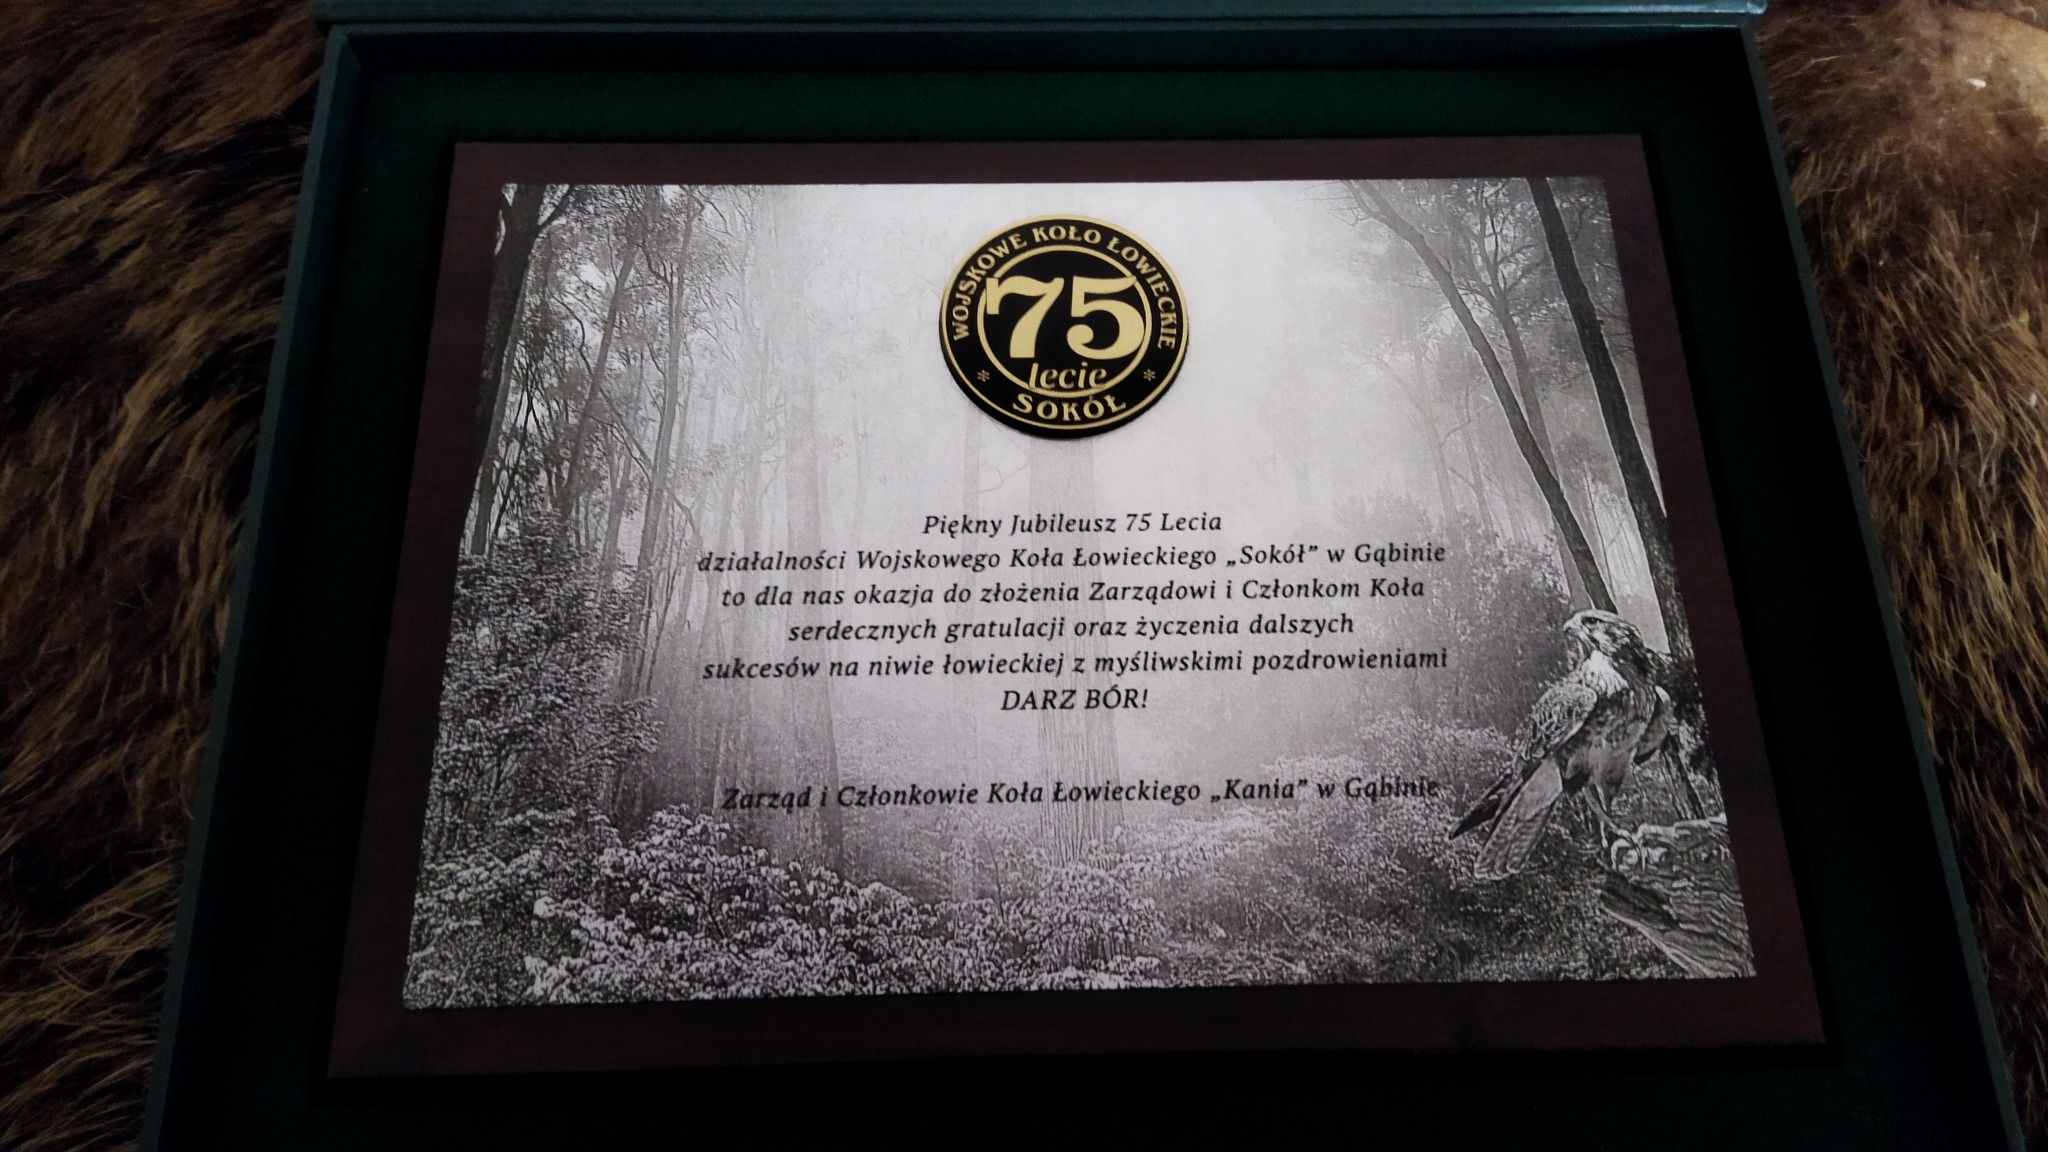 WOJSKOWE KOŁO ŁOWIECKIE
75
lecie
* SOKÓŁ *
Piękny Jubileusz 75 Lecia
działalności Wojskowego Koła Łowieckiego „Sokół” w Gąbinie
to dla nas okazja do złożenia Zarządowi i Członkom Koła
serdecznych gratulacji oraz życzenia dalszych
sukcesów na niwie łowieckiej z myśliwskimi pozdrowieniami
DARZ BÓR!
Zarząd i Członkowie Koła Łowieckiego „Kania” w Gąbinie